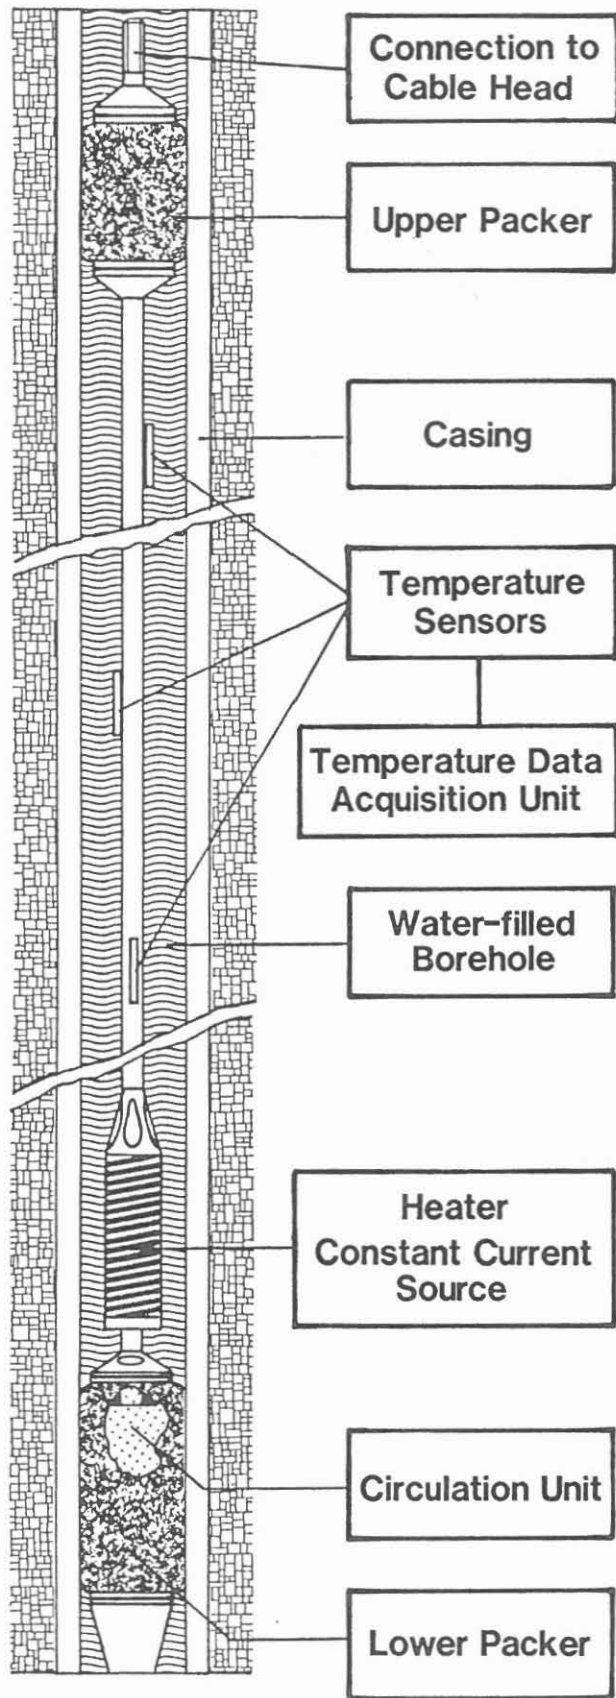 Connection to
Cable Head
Upper Packer
Casing
Temperature
Sensors
Temperature Data
Acquisition Unit
Water-filled
Borehole
Heater
Constant Current
Source
Circulation Unit
Lower Packer